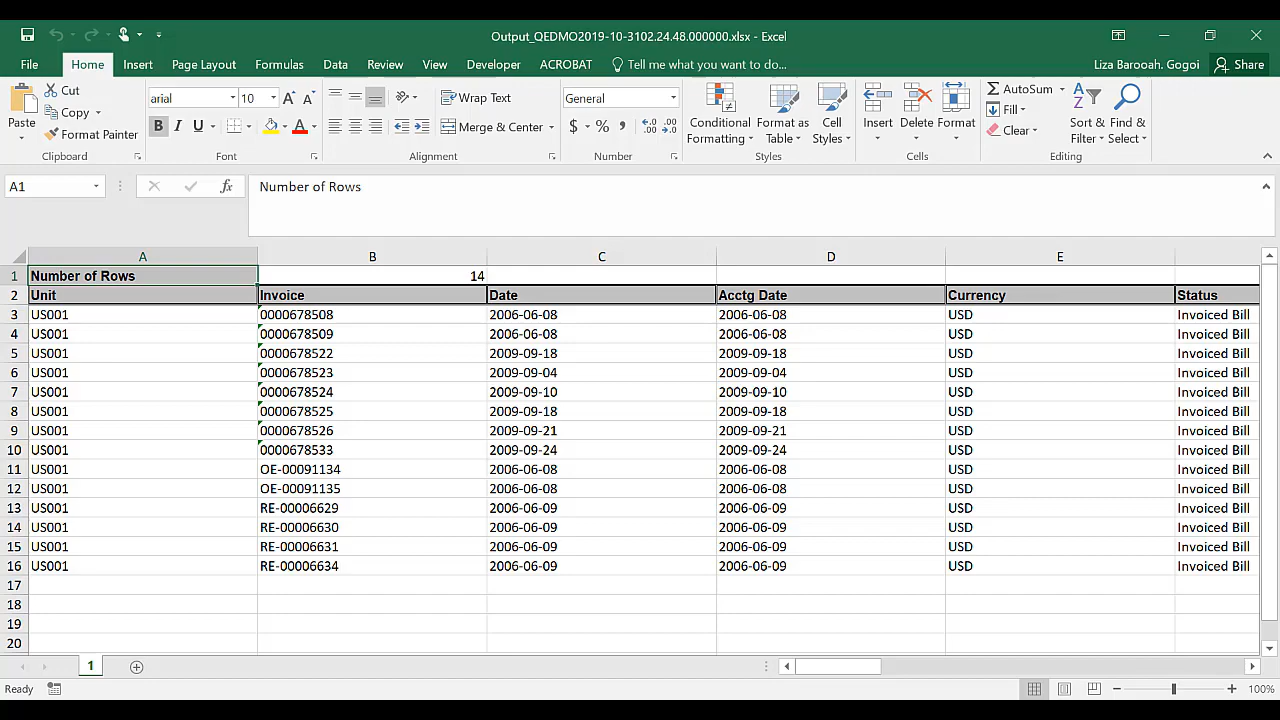 Output_QEDMO2019-10-3102.24.48.000000.xlsx - Excel
File Home Insert Page Layout Formulas Data Review View Developer ACROBAT Tell me what you want to do... Liza Barooah. Gogoi Share
Paste
Cut
Copy
Format Painter
Clipboard
arial 10 A A
B I U A
Font
Wrap Text
Merge & Center
Alignment
General
$ % , .0 .00 .00 .0
Number
Conditional Formatting
Format as Table
Cell Styles
Styles
Insert Delete Format
Cells
AutoSum
Fill
Clear
Sort & Filter
Find & Select
Editing
A1 fx Number of Rows
A B C D E
1 Number of Rows 14
2 Unit Invoice Date Acctg Date Currency Status
3 US001 0000678508 2006-06-08 2006-06-08 USD Invoiced Bill
4 US001 0000678509 2006-06-08 2006-06-08 USD Invoiced Bill
5 US001 0000678522 2009-09-18 2009-09-18 USD Invoiced Bill
6 US001 0000678523 2009-09-04 2009-09-04 USD Invoiced Bill
7 US001 0000678524 2009-09-10 2009-09-10 USD Invoiced Bill
8 US001 0000678525 2009-09-18 2009-09-18 USD Invoiced Bill
9 US001 0000678526 2009-09-21 2009-09-21 USD Invoiced Bill
10 US001 0000678533 2009-09-24 2009-09-24 USD Invoiced Bill
11 US001 OE-00091134 2006-06-08 2006-06-08 USD Invoiced Bill
12 US001 OE-00091135 2006-06-08 2006-06-08 USD Invoiced Bill
13 US001 RE-00006629 2006-06-09 2006-06-09 USD Invoiced Bill
14 US001 RE-00006630 2006-06-09 2006-06-09 USD Invoiced Bill
15 US001 RE-00006631 2006-06-09 2006-06-09 USD Invoiced Bill
16 US001 RE-00006634 2006-06-09 2006-06-09 USD Invoiced Bill
17
18
19
20
1
Ready 100%